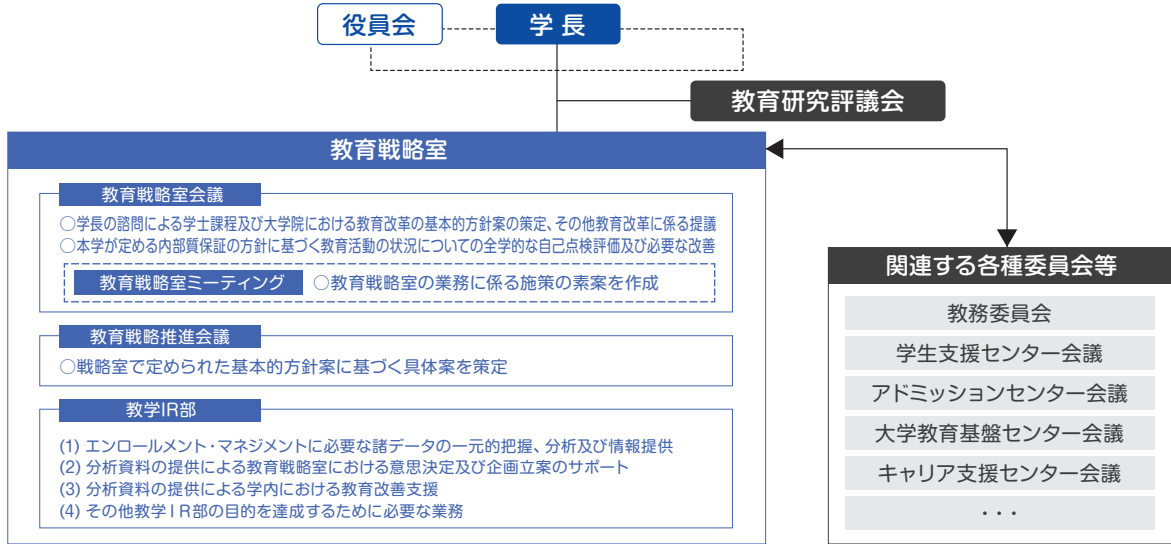 役員会
学長
教育研究評議会
教育戦略室
教育戦略室会議
○学長の諮問による学士課程及び大学院における教育改革の基本的方針案の策定、その他教育改革に係る提議
○本学が定める内部質保証の方針に基づく教育活動の状況についての全学的な自己点検評価及び必要な改善
教育戦略室ミーティング ○教育戦略室の業務に係る施策の素案を作成
教育戦略推進会議
○戦略室で定められた基本的方針案に基づく具体案を策定
教学IR部
(1) エンロールメント・マネジメントに必要な諸データの一元的把握、分析及び情報提供
(2) 分析資料の提供による教育戦略室における意思決定及び企画立案のサポート
(3) 分析資料の提供による学内における教育改善支援
(4) その他教学IR部の目的を達成するために必要な業務
関連する各種委員会等
教務委員会
学生支援センター会議
アドミッションセンター会議
大学教育基盤センター会議
キャリア支援センター会議
・・・